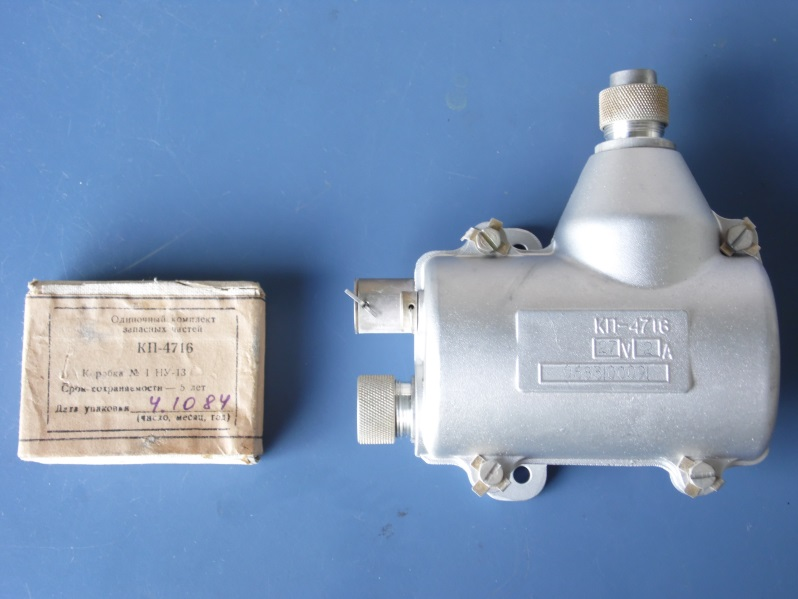 Одиночный комплект
запасных частей
КП-4716
Коробка № 1 НУ-13
Срок сохраняемости — 5 лет
Дата упаковки 4.10 84
(число, месяц, год)
КП-4716
V А